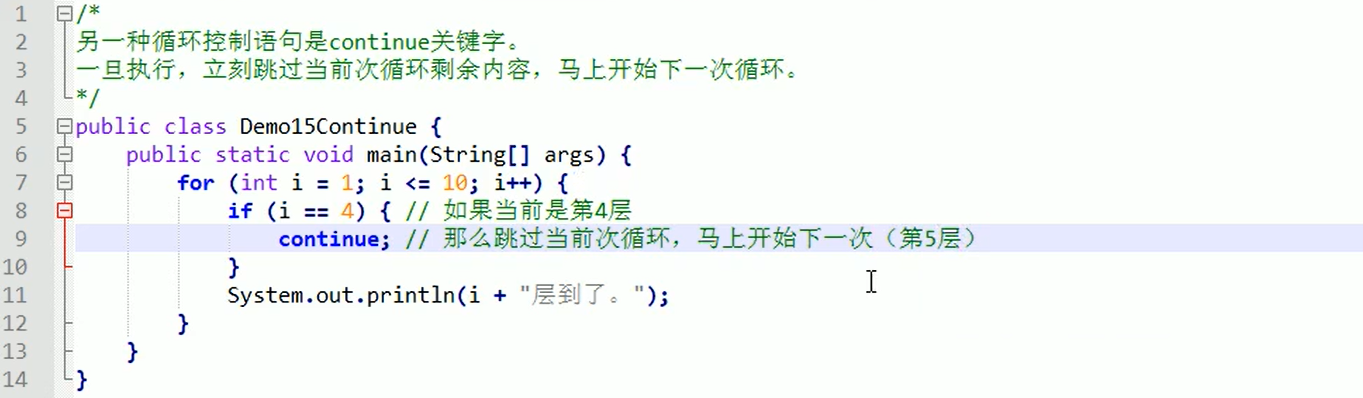 1 /*
2 另一种循环控制语句是continue关键字。
3 一旦执行，立刻跳过当前次循环剩余内容，马上开始下一次循环。
4 */
5 public class Demo15Continue {
6     public static void main(String[] args) {
7         for (int i = 1; i <= 10; i++) {
8             if (i == 4) { // 如果当前是第4层
9                 continue; // 那么跳过当前次循环，马上开始下一次（第5层）
10             }
11             System.out.println(i + "层到了。");
12         }
13     }
14 }